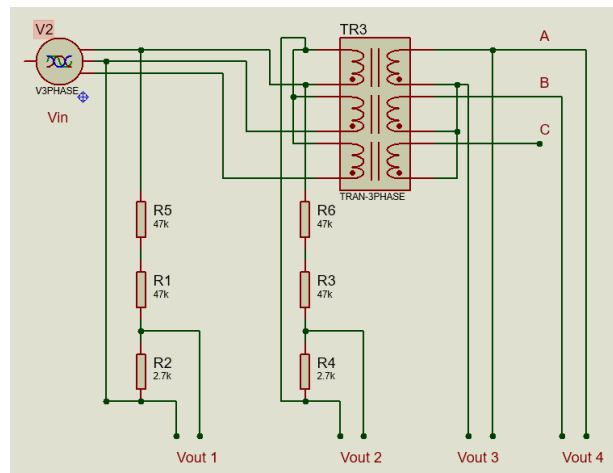 V2
TR3
A
V3PHASE
B
Vin
C
TRAN-3PHASE
R5
47k
R6
47k
R1
47k
R3
47k
R2
2.7k
R4
2.7k
Vout 1
Vout 2
Vout 3
Vout 4